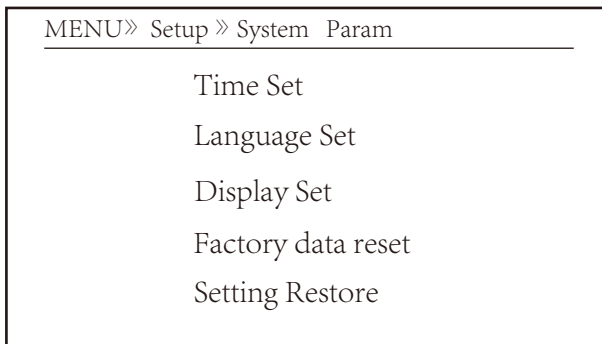 MENU» Setup » System Param
Time Set
Language Set
Display Set
Factory data reset
Setting Restore